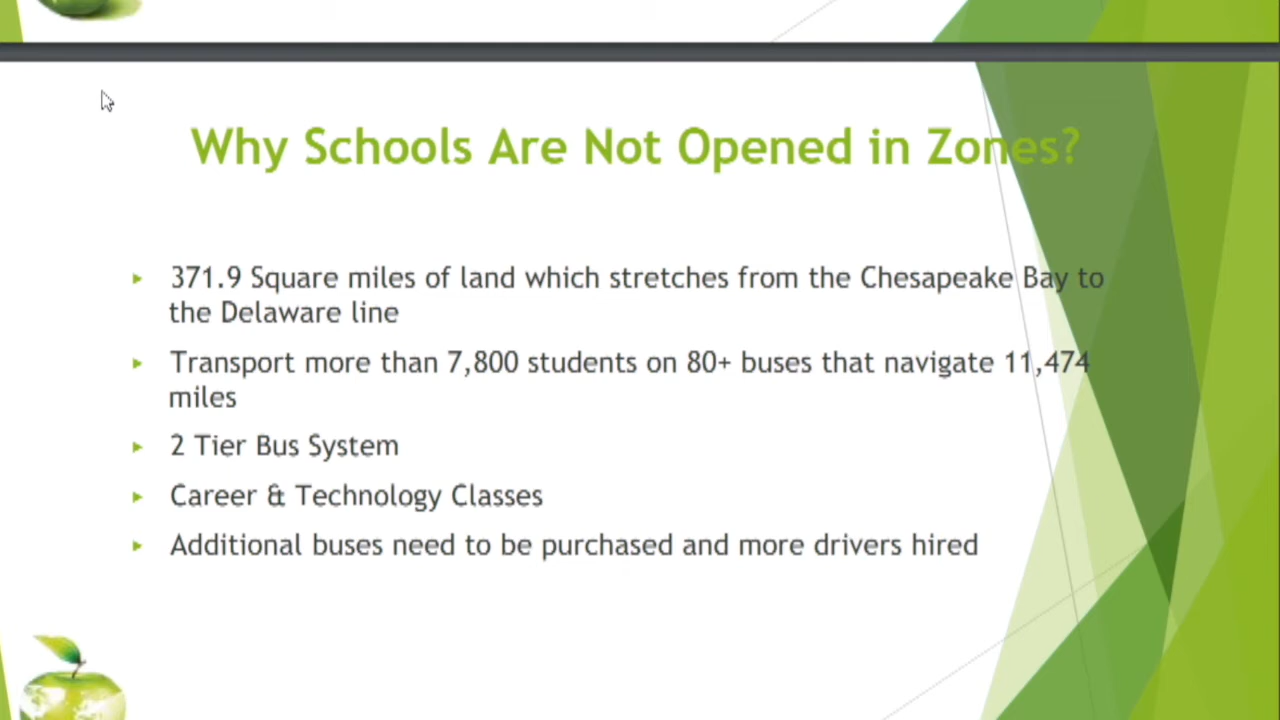 Why Schools Are Not Opened in Zones?
371.9 Square miles of land which stretches from the Chesapeake Bay to
the Delaware line
Transport more than 7,800 students on 80+ buses that navigate 11,474
miles
2 Tier Bus System
Career & Technology Classes
Additional buses need to be purchased and more drivers hired